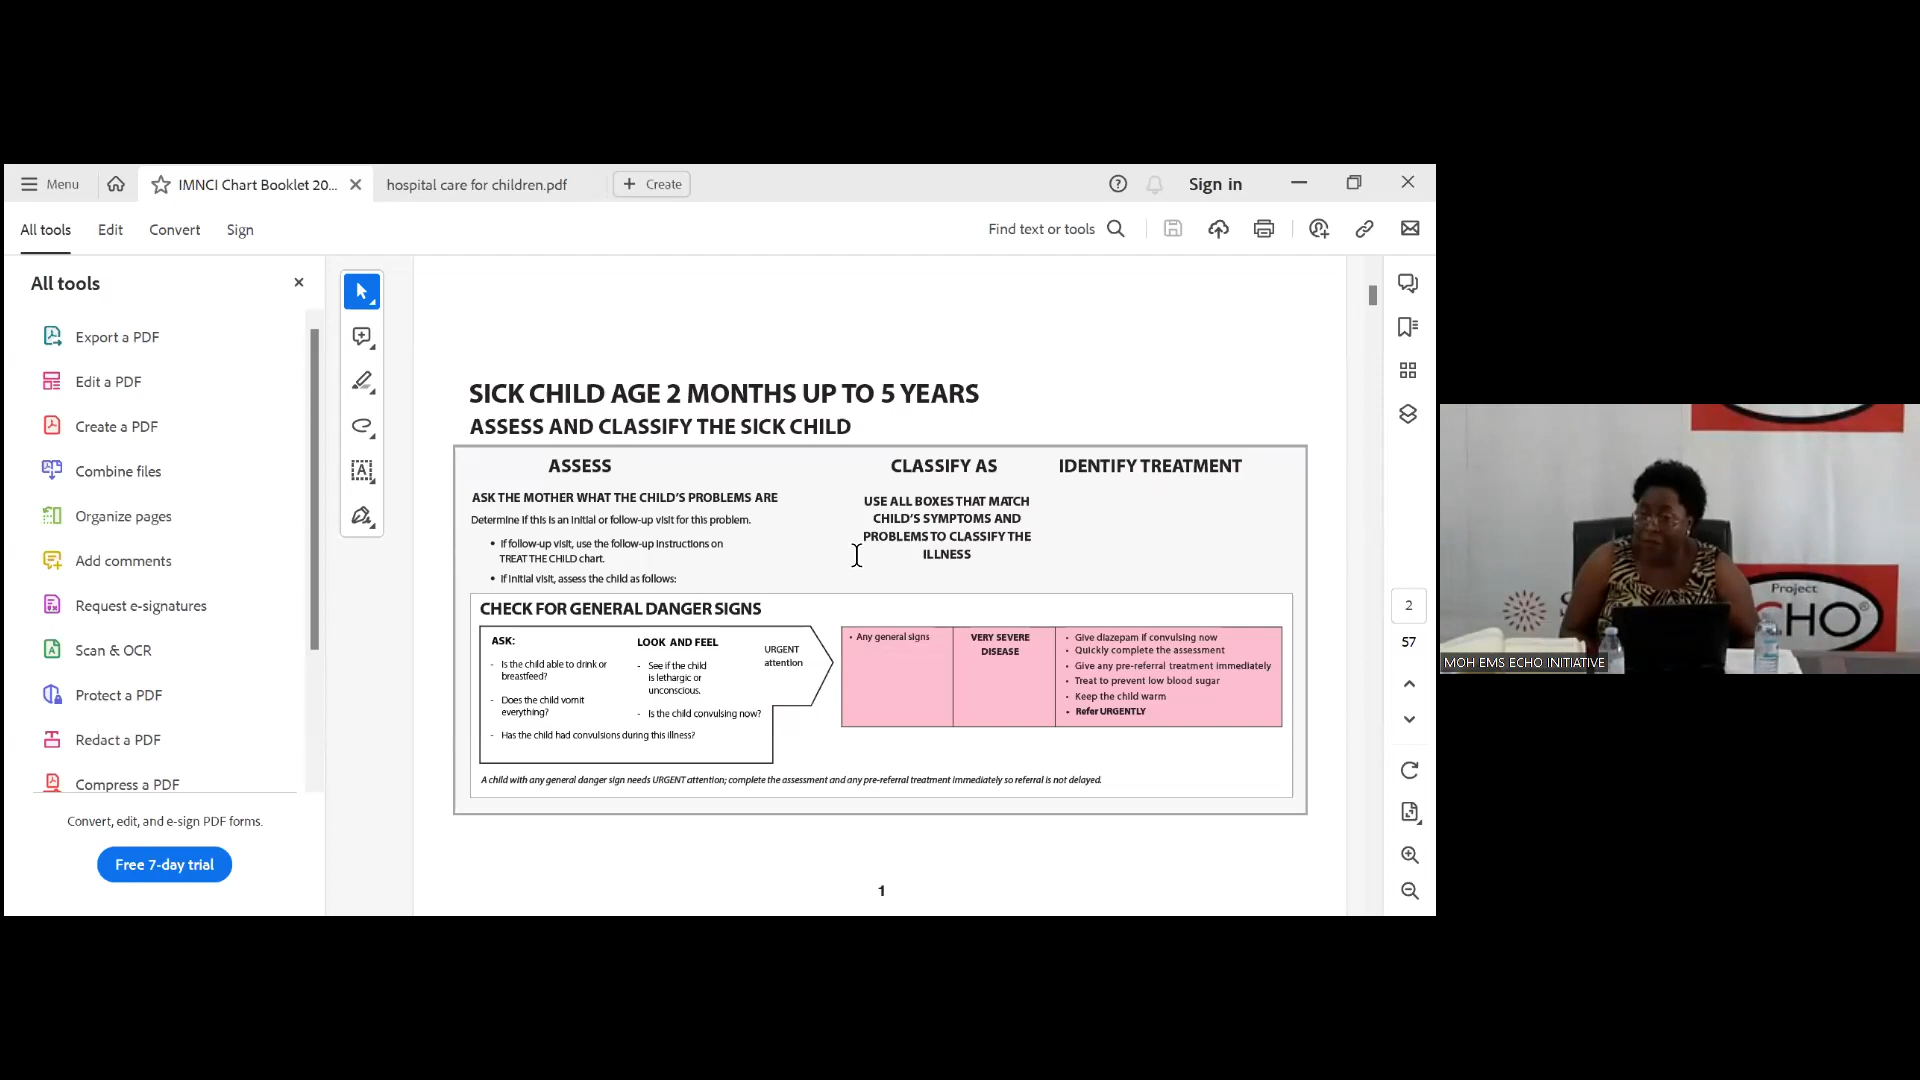 Menu
IMNCI Chart Booklet 20...
hospital care for children.pdf
Create
Sign in
All tools
Edit
Convert
Sign
Find text or tools
All tools
Export a PDF
Edit a PDF
Create a PDF
Combine files
Organize pages
Add comments
Request e-signatures
Scan & OCR
Protect a PDF
Redact a PDF
Compress a PDF
Convert, edit, and e-sign PDF forms.
Free 7-day trial
SICK CHILD AGE 2 MONTHS UP TO 5 YEARS
ASSESS AND CLASSIFY THE SICK CHILD
ASSESS
ASK THE MOTHER WHAT THE CHILD'S PROBLEMS ARE
Determine if this is an initial or follow-up visit for this problem.
• If follow-up visit, use the follow-up instructions on
TREAT THE CHILD chart.
• If initial visit, assess the child as follows:
CLASSIFY AS
USE ALL BOXES THAT MATCH
CHILD'S SYMPTOMS AND
PROBLEMS TO CLASSIFY THE
ILLNESS
IDENTIFY TREATMENT
CHECK FOR GENERAL DANGER SIGNS
ASK:
- Is the child able to drink or
breastfeed?
- Does the child vomit
everything?
- Has the child had convulsions during this illness?
LOOK AND FEEL
- See if the child
is lethargic or
unconscious.
- Is the child convulsing now?
URGENT
attention
• Any general signs
VERY SEVERE
DISEASE
• Give diazepam if convulsing now
• Quickly complete the assessment
• Give any pre-referral treatment immediately
• Treat to prevent low blood sugar
• Keep the child warm
• Refer URGENTLY
A child with any general danger sign needs URGENT attention; complete the assessment and any pre-referral treatment immediately so referral is not delayed.
1
2
57
Project
CHO®
MOH EMS ECHO INITIATIVE